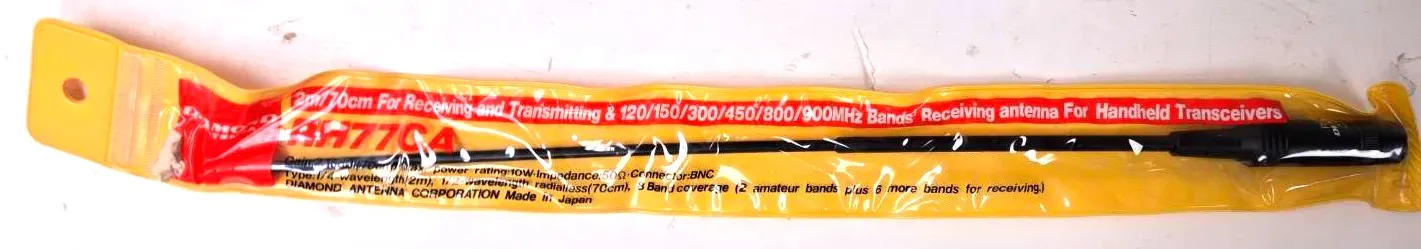 DIAMOND
2m/70cm For Receiving and Transmitting & 120/150/300/450/800/900MHz Bands' Receiving antenna For Handheld Transceivers
RH77CA
power rating:10W·Impedance:50Ω·Connector:BNC
Type:1/4 wavelength(2m), 1/2 wavelength radialless(70cm), 8 Band coverage (2 amateur bands plus 6 more bands for receiving.)
DIAMOND ANTENNA CORPORATION Made in Japan